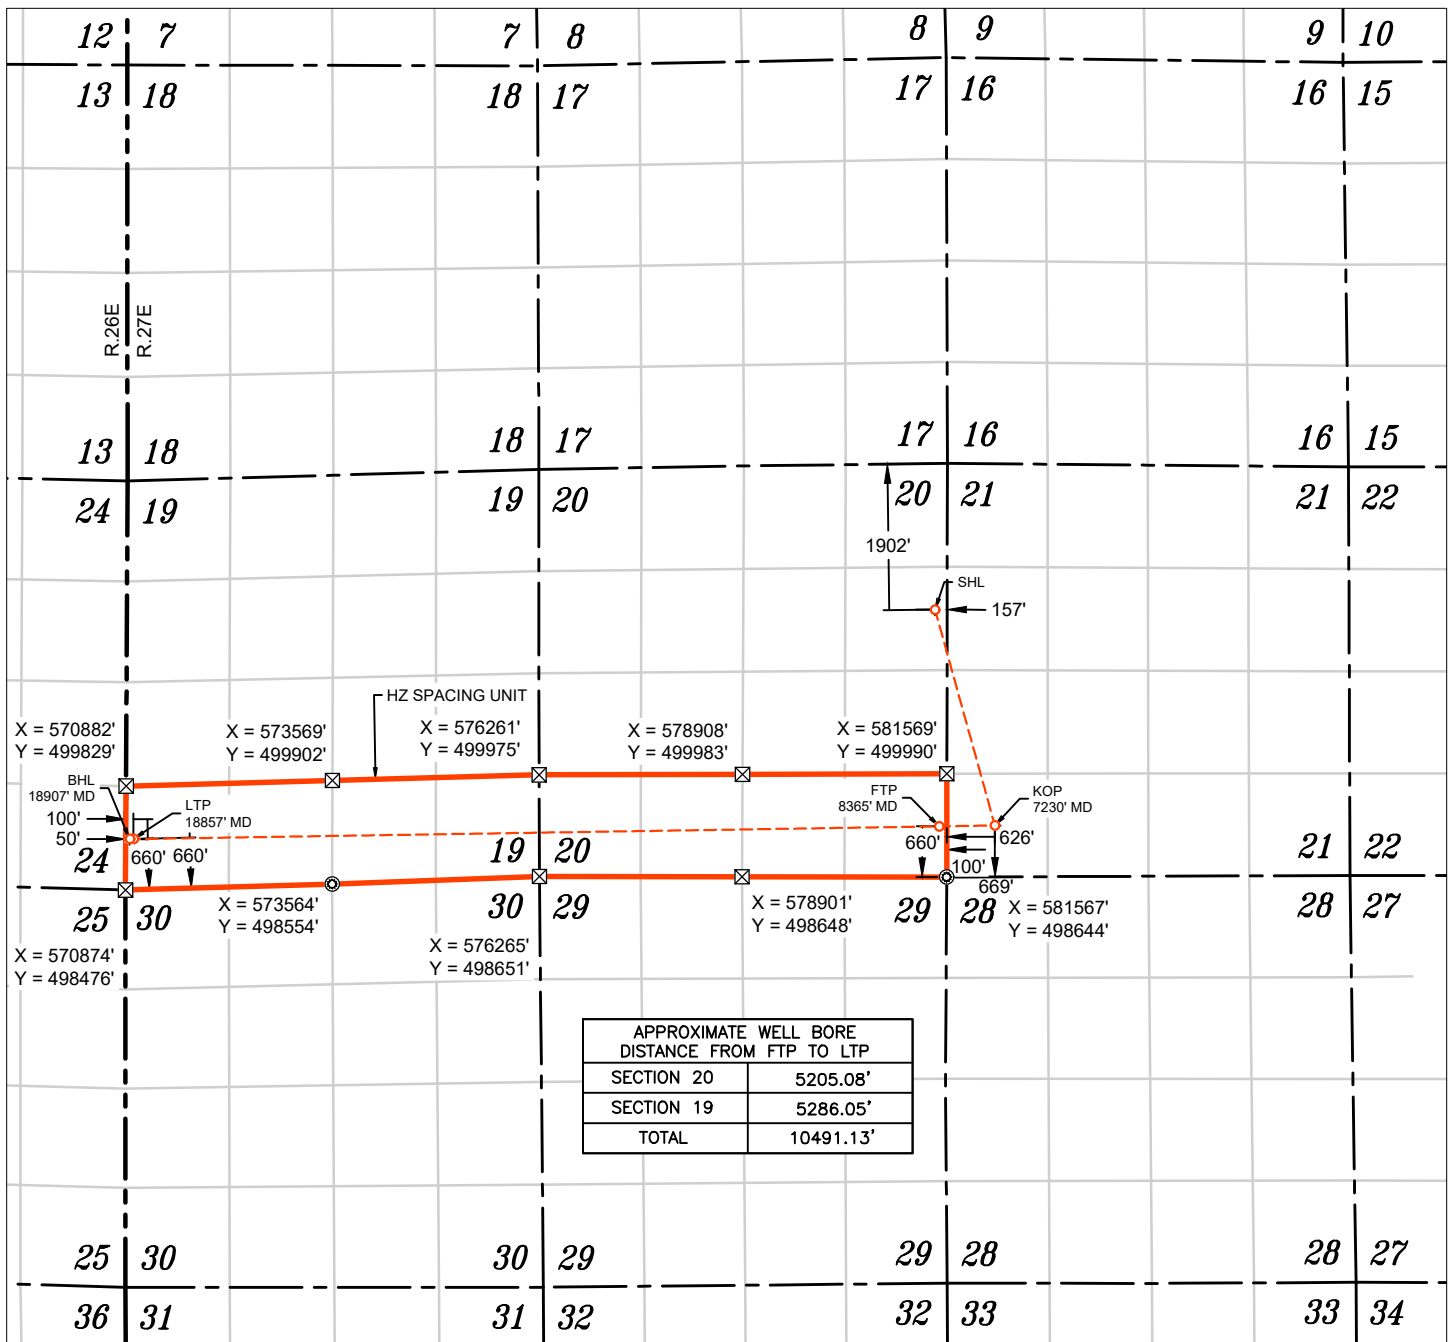 12 7
7 8
8 9
9 10
13 18
18 17
17 16
16 15
R.26E
R.27E
13 18
18 17
17 16
16 15
24 19
19 20
20 21
21 22
1902'
SHL
157'
HZ SPACING UNIT
X = 570882'
Y = 499829'
X = 573569'
Y = 499902'
X = 576261'
Y = 499975'
X = 578908'
Y = 499983'
X = 581569'
Y = 499990'
BHL
18907' MD
LTP
18857' MD
FTP
8365' MD
KOP
7230' MD
100'
50'
660'
660'
660'
626'
100'
669'
24
19 20
21 22
25 30
30 29
29 28
28 27
X = 573564'
Y = 498554'
X = 578901'
Y = 498648'
X = 581567'
Y = 498644'
X = 570874'
Y = 498476'
X = 576265'
Y = 498651'
APPROXIMATE WELL BORE
DISTANCE FROM FTP TO LTP
SECTION 20 5205.08'
SECTION 19 5286.05'
TOTAL 10491.13'
25 30
30 29
29 28
28 27
36 31
31 32
32 33
33 34